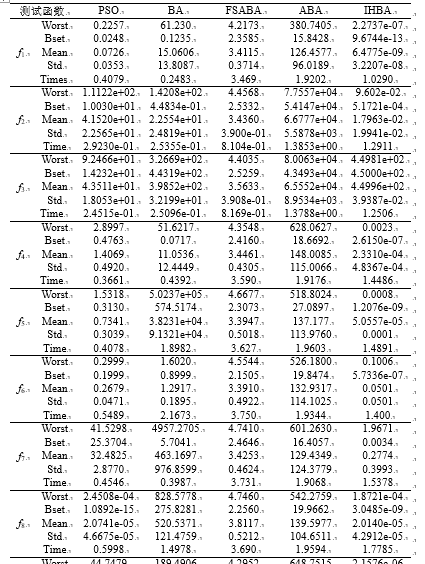 测试函数 PSO BA FSABA ABA IHBA
Worst 0.2257 61.230 4.2173 380.7405 2.2737e-07
Bset 0.0248 0.1235 2.3585 15.8428 9.6744e-13
f1 Mean 0.0726 15.0606 3.4115 126.4577 6.4775e-09
Std 0.0353 13.8087 0.3714 96.0189 3.2207e-08
Times 0.4079 0.2483 3.469 1.9202 1.0290
Worst 1.1122e+02 1.4208e+02 4.4568 7.7557e+04 9.602e-02
Bset 1.0030e+01 4.4834e-01 2.5332 5.4147e+04 5.1721e-04
f2 Mean 4.1520e+01 2.2554e+01 3.4360 6.6777e+04 1.7963e-02
Std 2.2565e+01 2.4819e+01 3.900e-01 5.5878e+03 1.9941e-02
Time 2.9230e-01 2.5355e-01 8.104e-01 1.3853e+00 1.2911
Worst 9.2466e+01 3.2669e+02 4.4035 8.0063e+04 4.4981e+02
Bset 1.4232e+01 4.4319e+02 2.5259 4.3493e+04 4.5000e+02
f3 Mean 4.3511e+01 3.9852e+02 3.5633 6.5552e+04 4.4996e+02
Std 1.8053e+01 3.2199e+01 3.908e-01 8.9534e+03 3.9387e-02
Time 2.4515e-01 2.5096e-01 8.169e-01 1.3788e+00 1.2506
Worst 2.8997 51.6217 4.3548 628.0627 0.0023
Bset 0.4763 0.0717 2.4160 18.6692 2.6150e-07
f4 Mean 1.4069 11.0536 3.4461 148.0085 2.3310e-04
Std 0.4920 12.4449 0.4305 115.0066 4.8367e-04
Time 0.3661 0.4392 3.590 1.9176 1.4486
Worst 1.5318 5.0237e+05 4.6677 518.8024 0.0008
Bset 0.3130 574.5174 2.3073 27.0897 1.2076e-09
f5 Mean 0.7341 3.8231e+04 3.3947 137.177 5.0557e-05
Std 0.3039 9.1321e+04 0.5018 113.9760 0.0001
Time 0.4078 1.8982 3.627 1.9603 1.4891
Worst 0.2999 1.6020 4.5544 526.1800 0.1006
Bset 0.1999 0.8999 2.1505 19.8474 5.7336e-07
f6 Mean 0.2679 1.2917 3.3910 132.9317 0.0501
Std 0.0471 0.1895 0.4922 114.1025 0.0501
Time 0.5489 2.1673 3.750 1.9344 1.400
Worst 41.5298 4957.2705 4.7410 601.2630 1.9671
Bset 25.3704 5.7041 2.4646 16.4057 0.0034
f7 Mean 32.4825 463.1697 3.4253 129.4349 0.2774
Std 2.8770 976.8599 0.4624 124.3779 0.3993
Time 0.4546 0.3987 3.731 1.9068 1.5378
Worst 2.4508e-04 828.5778 4.7460 542.2759 1.8721e-04
Bset 1.0892e-15 275.8281 2.2560 19.9662 3.0485e-09
f8 Mean 2.0741e-05 520.5371 3.8117 139.5977 2.0140e-05
Std 4.6675e-05 121.4759 0.5212 104.6511 4.2912e-05
Time 0.5998 1.4978 3.690 1.9594 1.7785